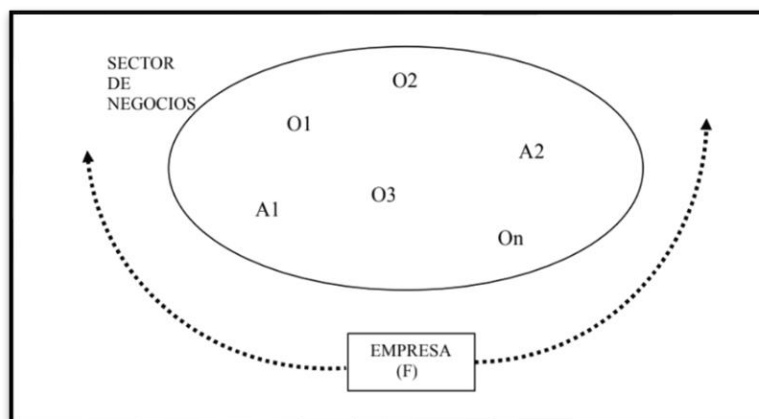 SECTOR
DE
NEGOCIOS
O2
O1
A2
O3
A1
On
EMPRESA
(F)